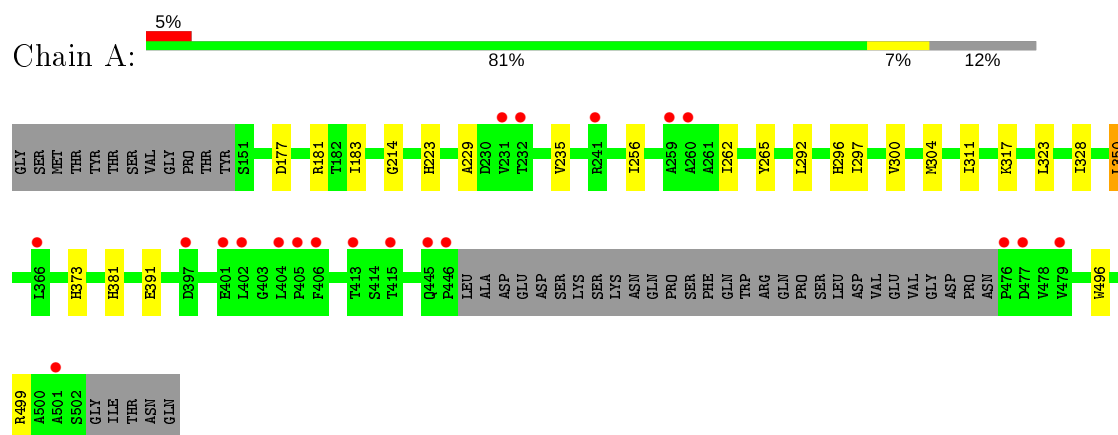 5%
Chain A:
81% 7% 12%
GLY SER MET THR TYR THR SER VAL GLY PRO THR TYR S151 D177 R181 T182 I183 G214 H223 A229 D230 V231 T232 V235 R241 I256 A259 A260 A261 I262 Y265 L292 H296 I297 V300 M304 I311 K317 L323 I328
L366 H373 H381 E391 D397 E401 L402 G403 L404 P405 F406 T413 S414 T415 Q445 P446 LEU ALA ASP GLU ASP SER LYS SER LYS ASN GLN PRO SER PHE GLN TRP ARG GLN PRO SER LEU ASP VAL GLU VAL GLY ASP PRO ASN P476 D477 V478 V479 W496
R499 A500 A501 S502 GLY ILE THR ASN GLN